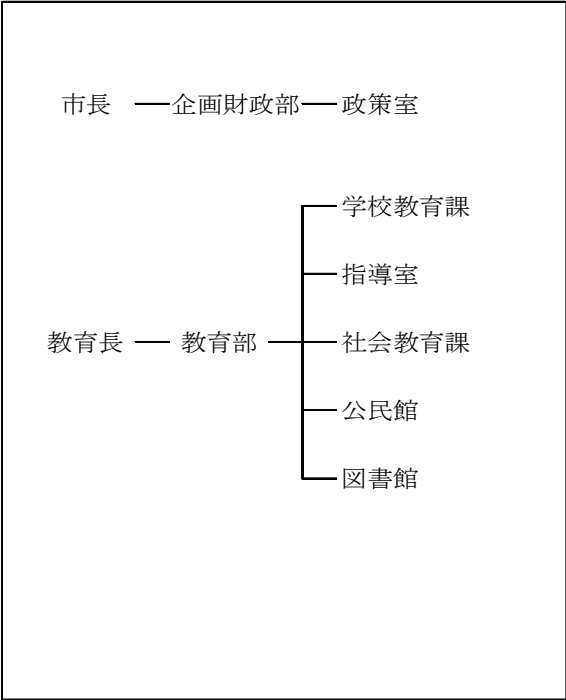 市長 企画財政部 政策室
学校教育課
指導室
教育長 教育部 社会教育課
公民館
図書館